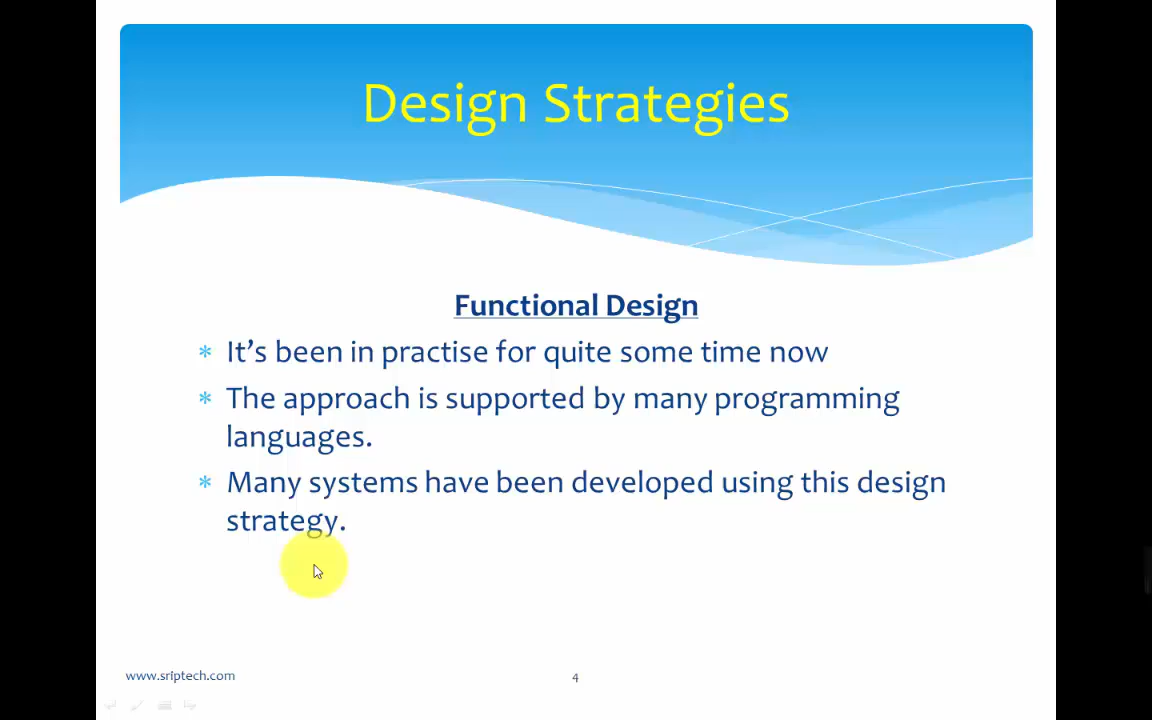 Design Strategies
Functional Design
* It's been in practise for quite some time now
* The approach is supported by many programming
languages.
* Many systems have been developed using this design
strategy.
www.sriptech.com
4